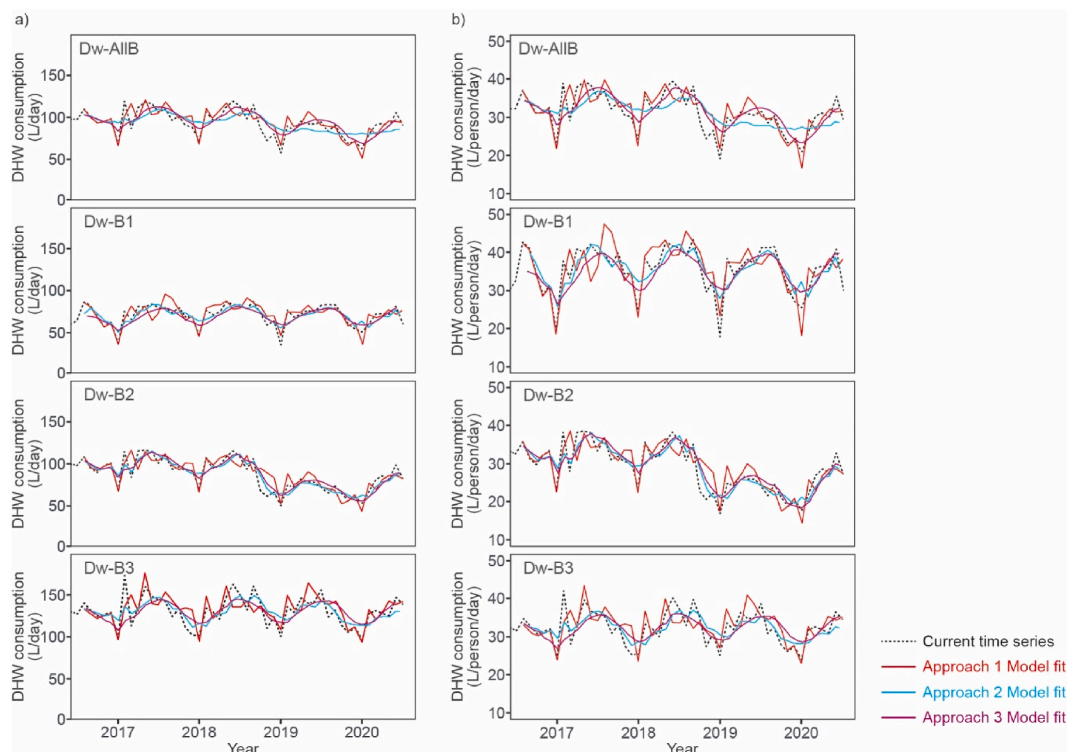 a)
Dw-AllB
DHW consumption
(L/day)
150
100
50
0
Dw-B1
DHW consumption
(L/day)
150
100
50
0
Dw-B2
DHW consumption
(L/day)
150
100
50
0
Dw-B3
DHW consumption
(L/day)
150
100
50
0
2017 2018 2019 2020
Year
b)
Dw-AllB
DHW consumption
(L/person/day)
50
40
30
20
10
Dw-B1
DHW consumption
(L/person/day)
50
40
30
20
10
Dw-B2
DHW consumption
(L/person/day)
50
40
30
20
10
Dw-B3
DHW consumption
(L/person/day)
50
40
30
20
10
2017 2018 2019 2020
Year
Current time series
Approach 1 Model fit
Approach 2 Model fit
Approach 3 Model fit